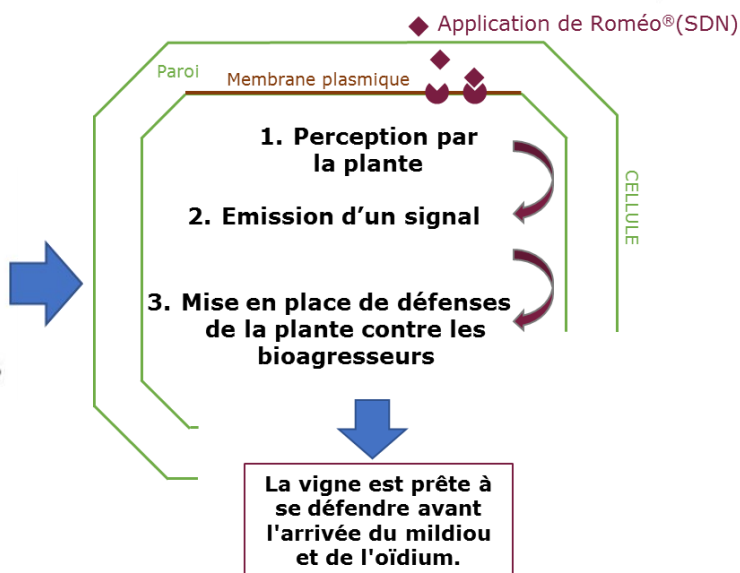 Application de Roméo®(SDN)
Paroi
Membrane plasmique
1. Perception par
la plante
2. Emission d'un signal
CELLULE
3. Mise en place de défenses
de la plante contre les
bioagresseurs
La vigne est prête à
se défendre avant
l'arrivée du mildiou
et de l'oïdium.